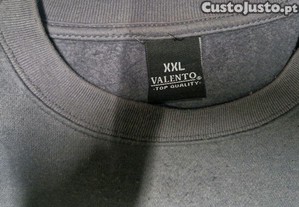 CustoJusto.pt
XXL
VALENTO®
-TOP QUALITY-